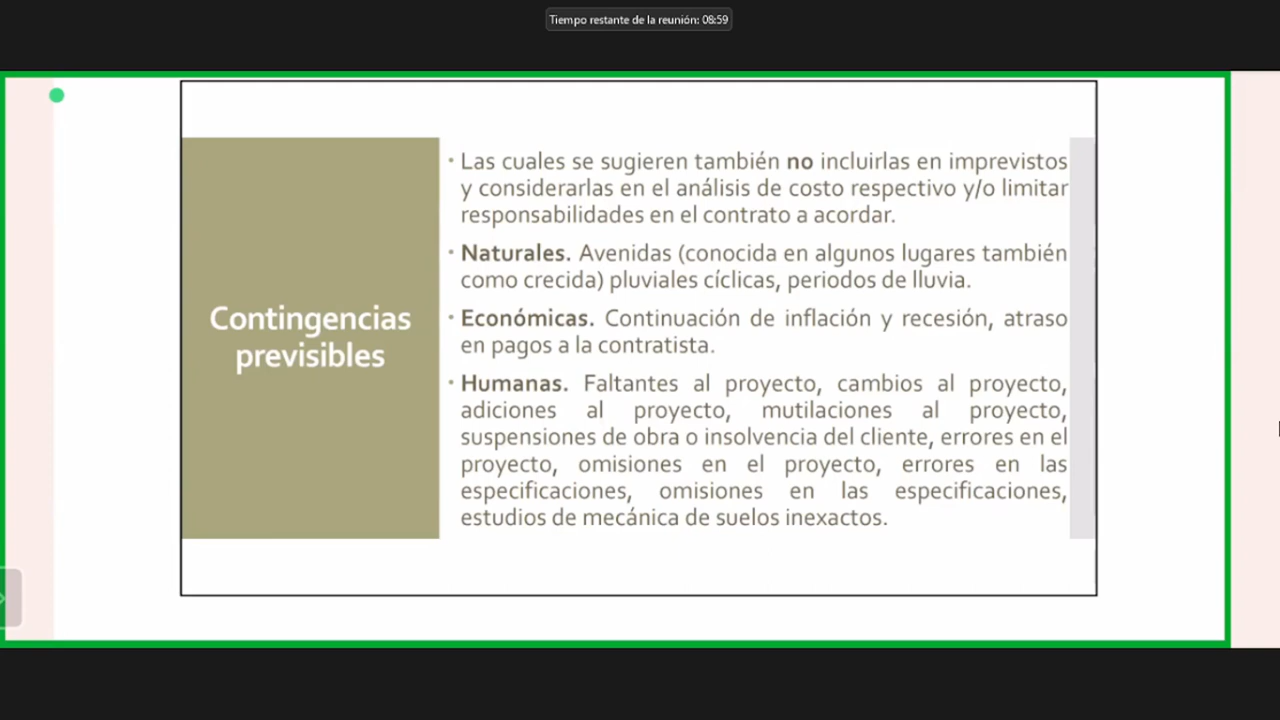 Tiempo restante de la reunión: 08:59
Contingencias
previsibles
• Las cuales se sugieren también no incluirlas en imprevistos
y considerarlas en el análisis de costo respectivo y/o limitar
responsabilidades en el contrato a acordar.
• Naturales. Avenidas (conocida en algunos lugares también
como crecida) pluviales cíclicas, periodos de lluvia.
• Económicas. Continuación de inflación y recesión, atraso
en pagos a la contratista.
• Humanas. Faltantes al proyecto, cambios al proyecto,
adiciones al proyecto, mutilaciones al proyecto,
suspensiones de obra o insolvencia del cliente, errores en el
proyecto, omisiones en el proyecto, errores en las
especificaciones, omisiones en las especificaciones,
estudios de mecánica de suelos inexactos.